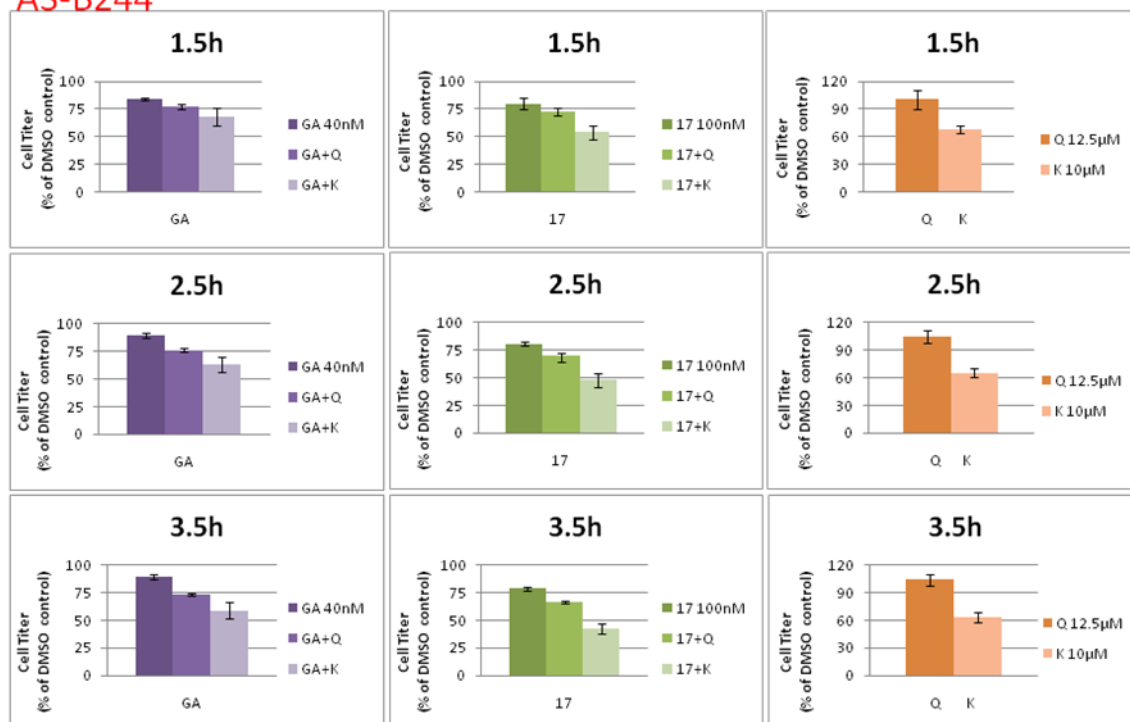 AS-B244
1.5h
Cell Titer
(% of DMSO control)
100
75
50
25
0
GA
GA 40nM
GA+Q
GA+K
1.5h
Cell Titer
(% of DMSO control)
100
75
50
25
0
17
17 100nM
17+Q
17+K
1.5h
Cell Titer
(% of DMSO control)
120
90
60
30
0
Q K
Q 12.5µM
K 10µM
2.5h
Cell Titer
(% of DMSO control)
100
75
50
25
0
GA
GA 40nM
GA+Q
GA+K
2.5h
Cell Titer
(% of DMSO control)
100
75
50
25
0
17
17 100nM
17+Q
17+K
2.5h
Cell Titer
(% of DMSO control)
120
90
60
30
0
Q K
Q 12.5µM
K 10µM
3.5h
Cell Titer
(% of DMSO control)
100
75
50
25
0
GA
GA 40nM
GA+Q
GA+K
3.5h
Cell Titer
(% of DMSO control)
100
75
50
25
0
17
17 100nM
17+Q
17+K
3.5h
Cell Titer
(% of DMSO control)
120
90
60
30
0
Q K
Q 12.5µM
K 10µM